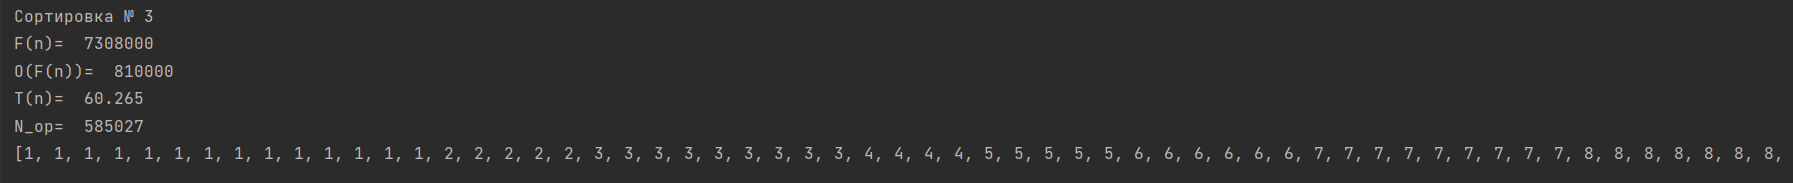 Сортировка № 3
F(n)=  7308000
O(F(n))=  810000
T(n)=  60.265
N_op=  585027
[1, 1, 1, 1, 1, 1, 1, 1, 1, 1, 1, 1, 1, 1, 2, 2, 2, 2, 2, 3, 3, 3, 3, 3, 3, 3, 3, 3, 4, 4, 4, 4, 5, 5, 5, 5, 5, 6, 6, 6, 6, 6, 6, 7, 7, 7, 7, 7, 7, 7, 7, 7, 8, 8, 8, 8, 8, 8, 8,